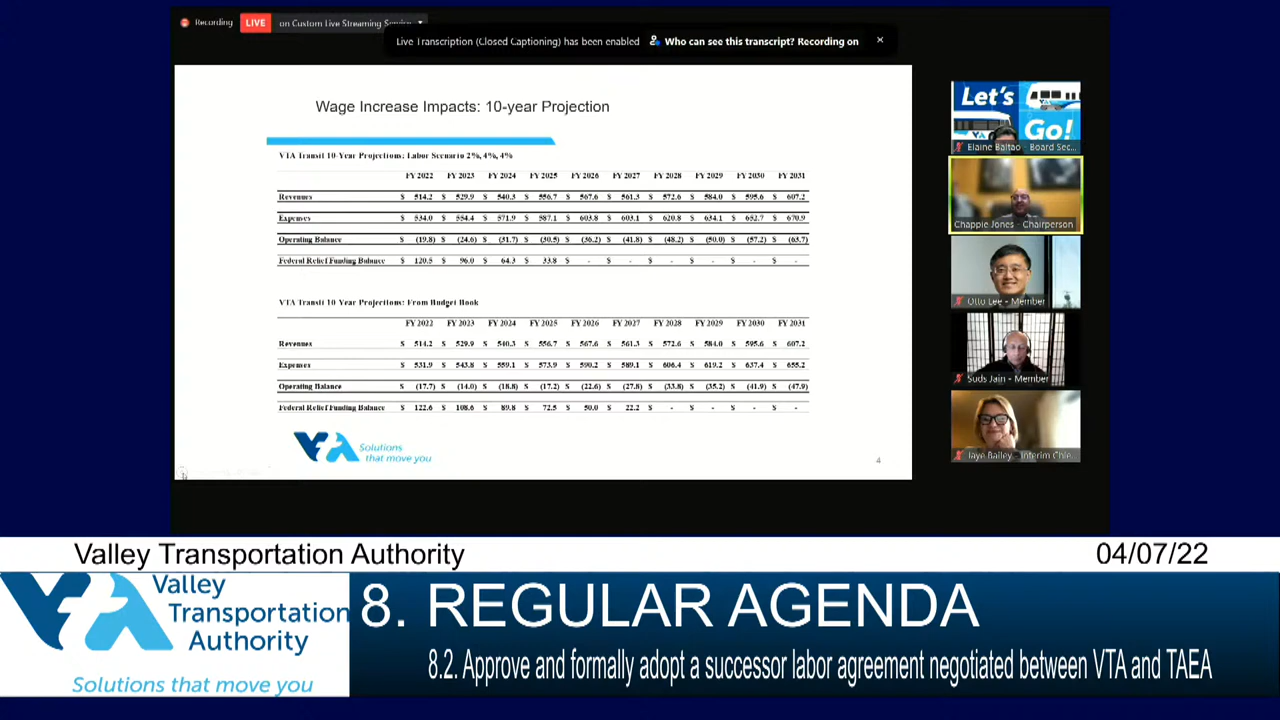 Recording LIVE on Custom Live Streaming Service
Live Transcription (Closed Captioning) has been enabled Who can see this transcript? Recording on ×
Wage Increase Impacts: 10-year Projection
VTA Transit 10-Year Projections: Labor Scenario 2%, 4%, 4%
FY 2022 FY 2023 FY 2024 FY 2025 FY 2026 FY 2027 FY 2028 FY 2029 FY 2030 FY 2031
Revenues $ 514.2 $ 529.9 $ 540.3 $ 556.7 $ 567.6 $ 561.3 $ 572.6 $ 584.0 $ 595.6 $ 607.2
Expenses $ 534.0 $ 554.4 $ 571.9 $ 587.1 $ 603.8 $ 603.1 $ 620.8 $ 634.1 $ 652.7 $ 670.9
Operating Balance $ (19.8) $ (24.6) $ (31.7) $ (30.5) $ (36.2) $ (41.8) $ (48.2) $ (50.0) $ (57.2) $ (63.7)
Federal Relief Funding Balance $ 120.5 $ 96.0 $ 64.3 $ 33.8 $ - $ - $ - $ - $ - $ -
VTA Transit 10 Year Projections: From Budget Book
FY 2022 FY 2023 FY 2024 FY 2025 FY 2026 FY 2027 FY 2028 FY 2029 FY 2030 FY 2031
Revenues $ 514.2 $ 529.9 $ 540.3 $ 556.7 $ 567.6 $ 561.3 $ 572.6 $ 584.0 $ 595.6 $ 607.2
Expenses $ 531.9 $ 543.8 $ 559.1 $ 573.9 $ 590.2 $ 589.1 $ 606.4 $ 619.2 $ 637.4 $ 655.2
Operating Balance $ (17.7) $ (14.0) $ (18.8) $ (17.2) $ (22.6) $ (27.8) $ (33.8) $ (35.2) $ (41.9) $ (47.9)
Federal Relief Funding Balance $ 122.6 $ 108.6 $ 89.8 $ 72.5 $ 50.0 $ 22.2 $ - $ - $ - $ -
VTA Solutions
that move you
4
Let's
Go!
Elaine Baltao - Board Sec...
Chappie Jones - Chairperson
Otto Lee - Member
Suds Jain - Member
Jaye Bailey - Interim Chie...
Valley Transportation Authority 04/07/22
Valley
Transportation
Authority
Solutions that move you
8. REGULAR AGENDA
8.2. Approve and formally adopt a successor labor agreement negotiated between VTA and TAEA